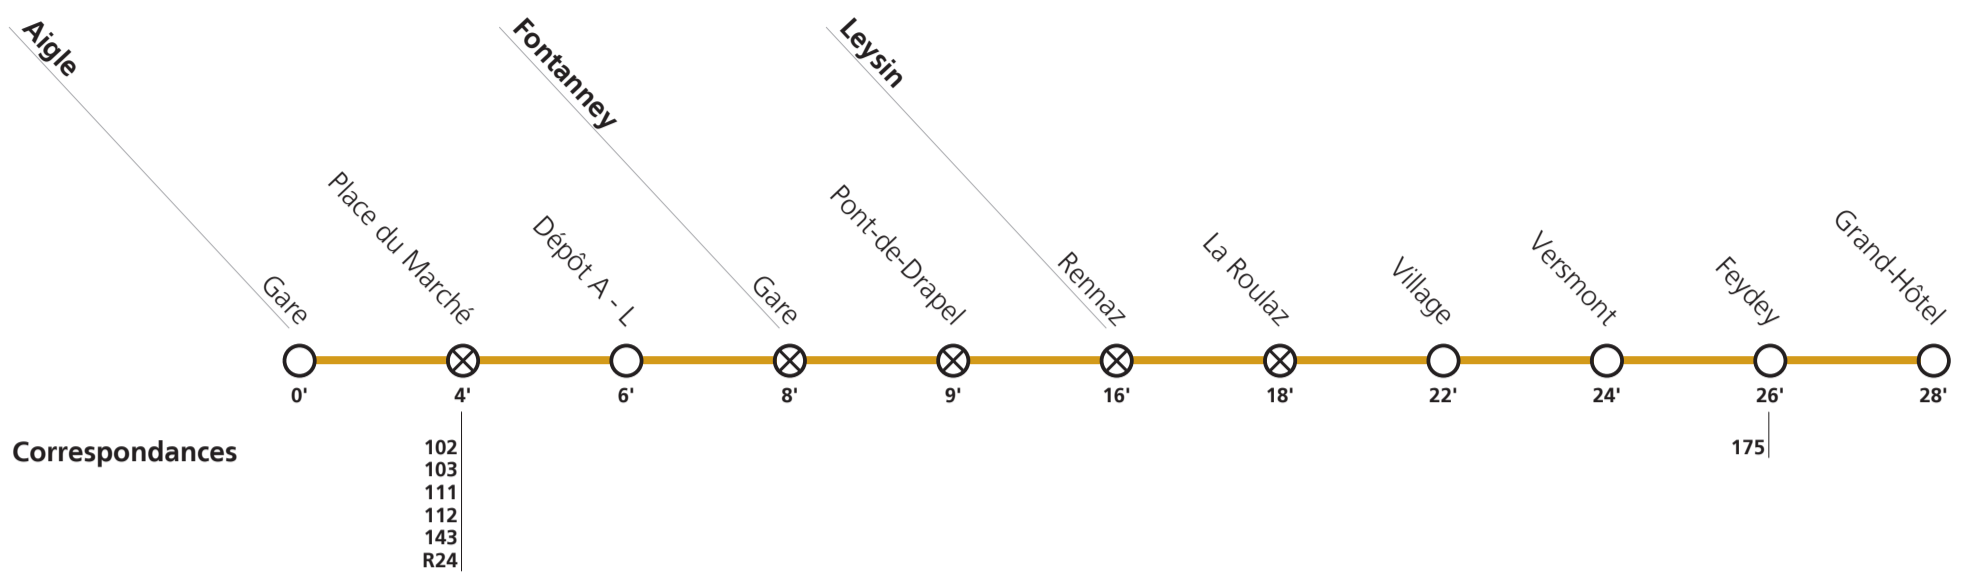 Aigle
Gare
Place du Marché
Dépôt A - L
Fontanney
Gare
Pont-de-Drapel
Leysin
Rennaz
La Roulaz
Village
Versmont
Feydey
Grand-Hôtel
0' 4' 6' 8' 9' 16' 18' 22' 24' 26' 28'
Correspondances
102
103
111
112
143
R24
175